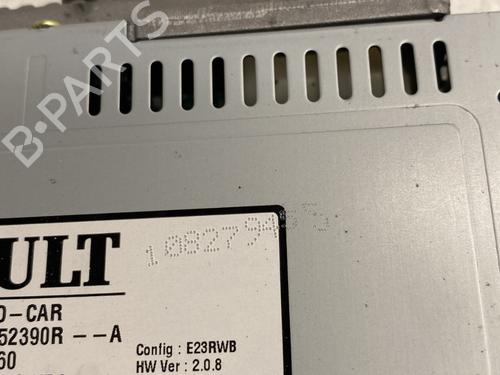 B-PARTS
ULT
O-CAR
52390R --A
60
Config : E23RWB
HW Ver : 2.0.8